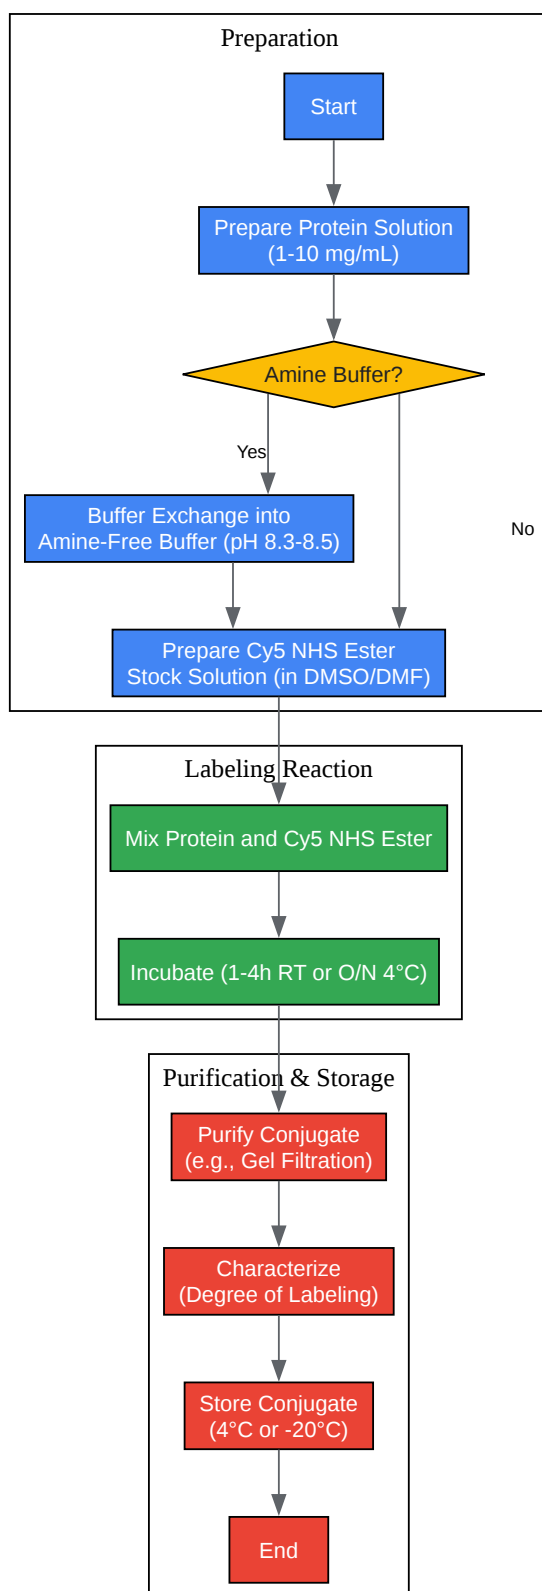 Preparation
Start
Prepare Protein Solution
(1-10 mg/mL)
Amine Buffer?
Yes
Buffer Exchange into
Amine-Free Buffer (pH 8.3-8.5)
No
Prepare Cy5 NHS Ester
Stock Solution (in DMSO/DMF)
Labeling Reaction
Mix Protein and Cy5 NHS Ester
Incubate (1-4h RT or O/N 4°C)
Purification & Storage
Purify Conjugate
(e.g., Gel Filtration)
Characterize
(Degree of Labeling)
Store Conjugate
(4°C or -20°C)
End